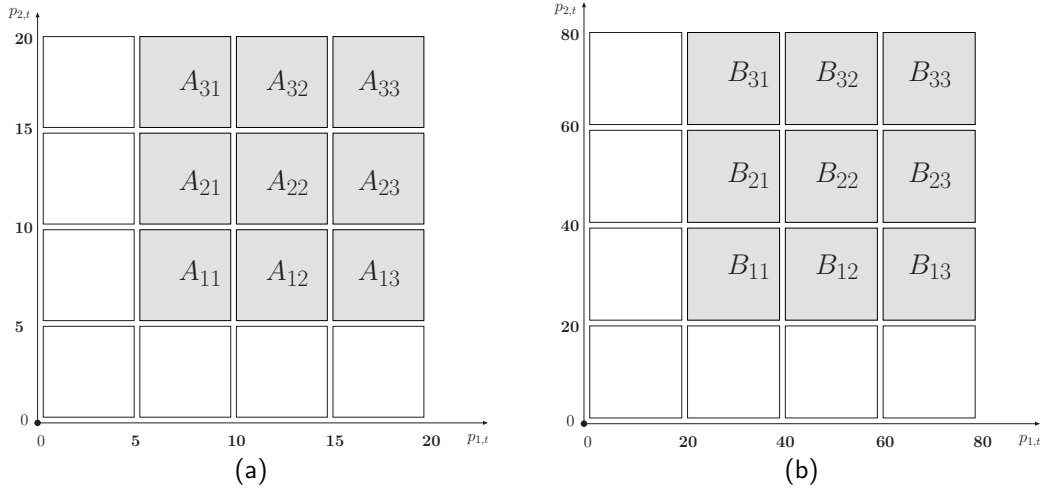 p2,t
20
A31 A32 A33
15
A21 A22 A23
10
A11 A12 A13
5
0
0 5 10 15 20 p1,t
(a)
p2,t
80
B31 B32 B33
60
B21 B22 B23
40
B11 B12 B13
20
0
0 20 40 60 80 p1,t
(b)